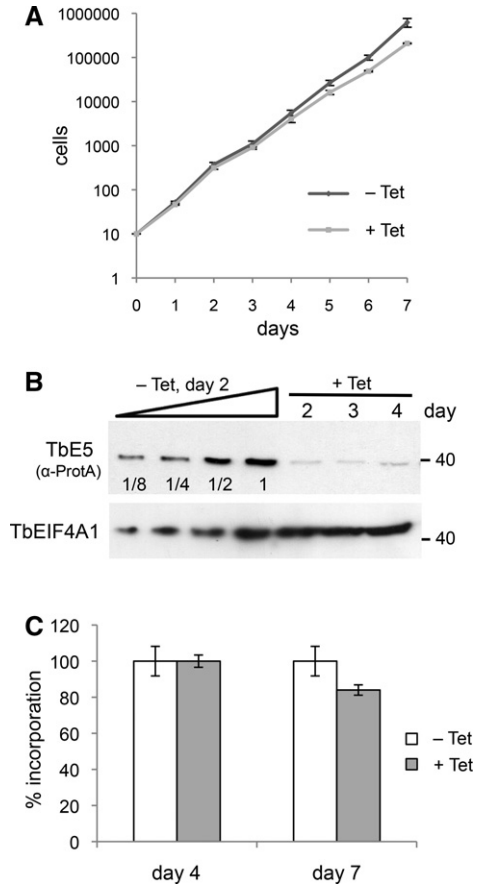 A
1000000
100000
10000
1000
100
10
1
cells
– Tet
+ Tet
0 1 2 3 4 5 6 7
days
B
– Tet, day 2
+ Tet
2 3 4 day
TbE5
(α-ProtA)
40
1/8 1/4 1/2 1
TbEIF4A1
40
C
120
100
80
60
40
20
0
% incorporation
– Tet
+ Tet
day 4 day 7